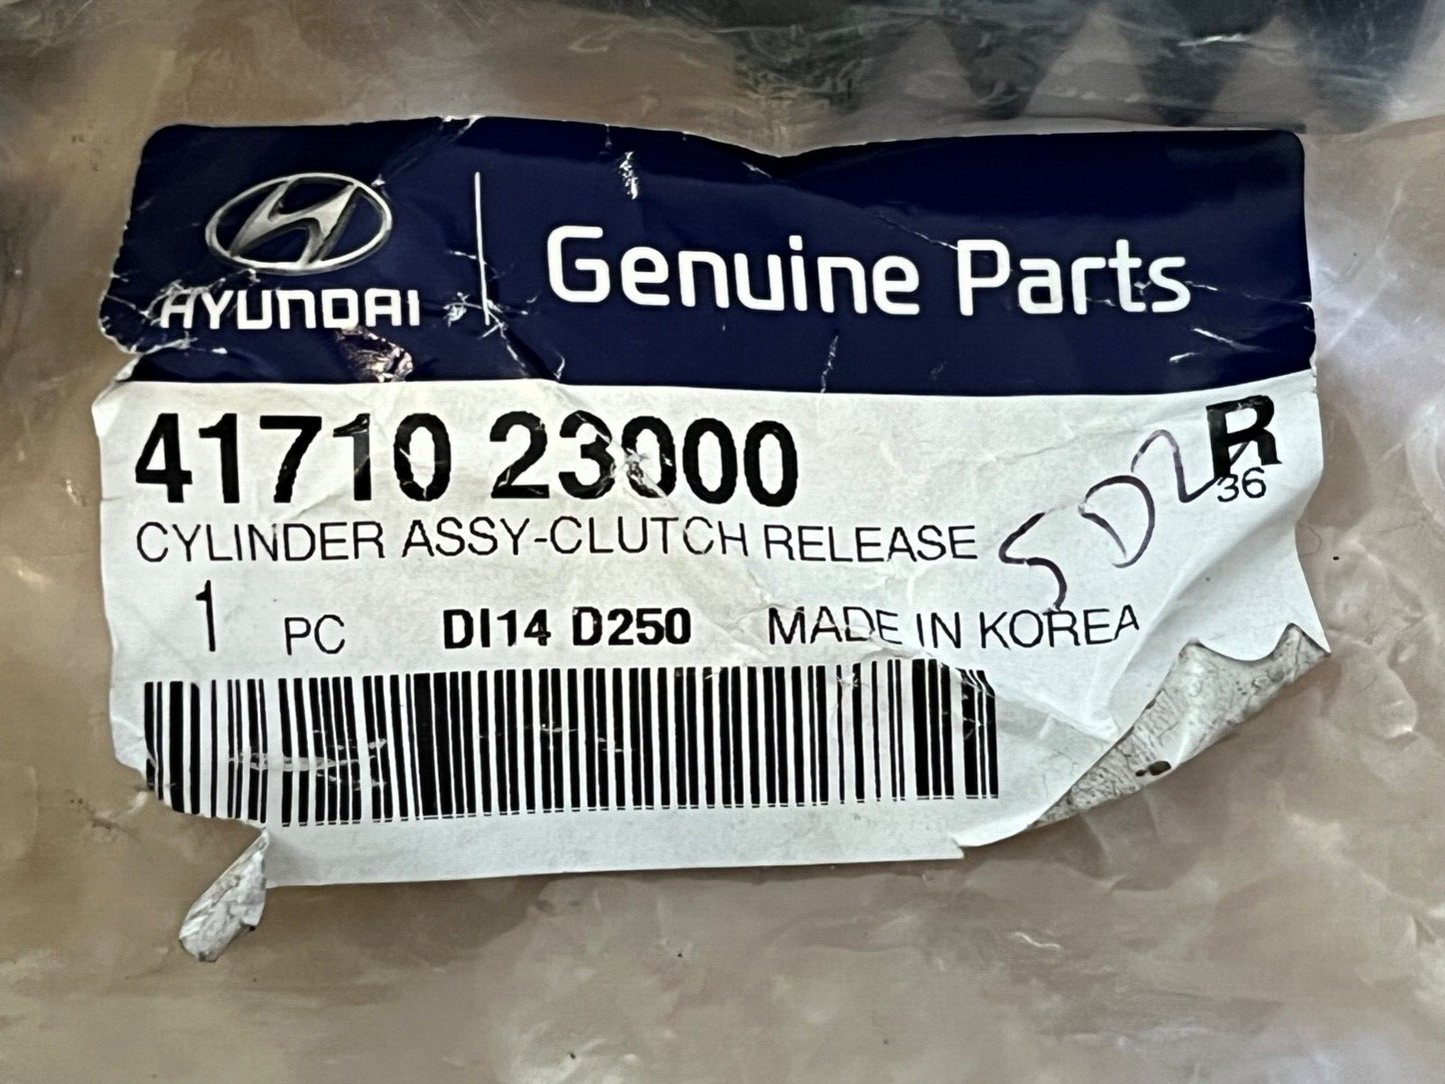 HYUNDAI
Genuine Parts
41710 23000
R
36
CYLINDER ASSY-CLUTCH RELEASE
1 PC DI14 D250 MADE IN KOREA